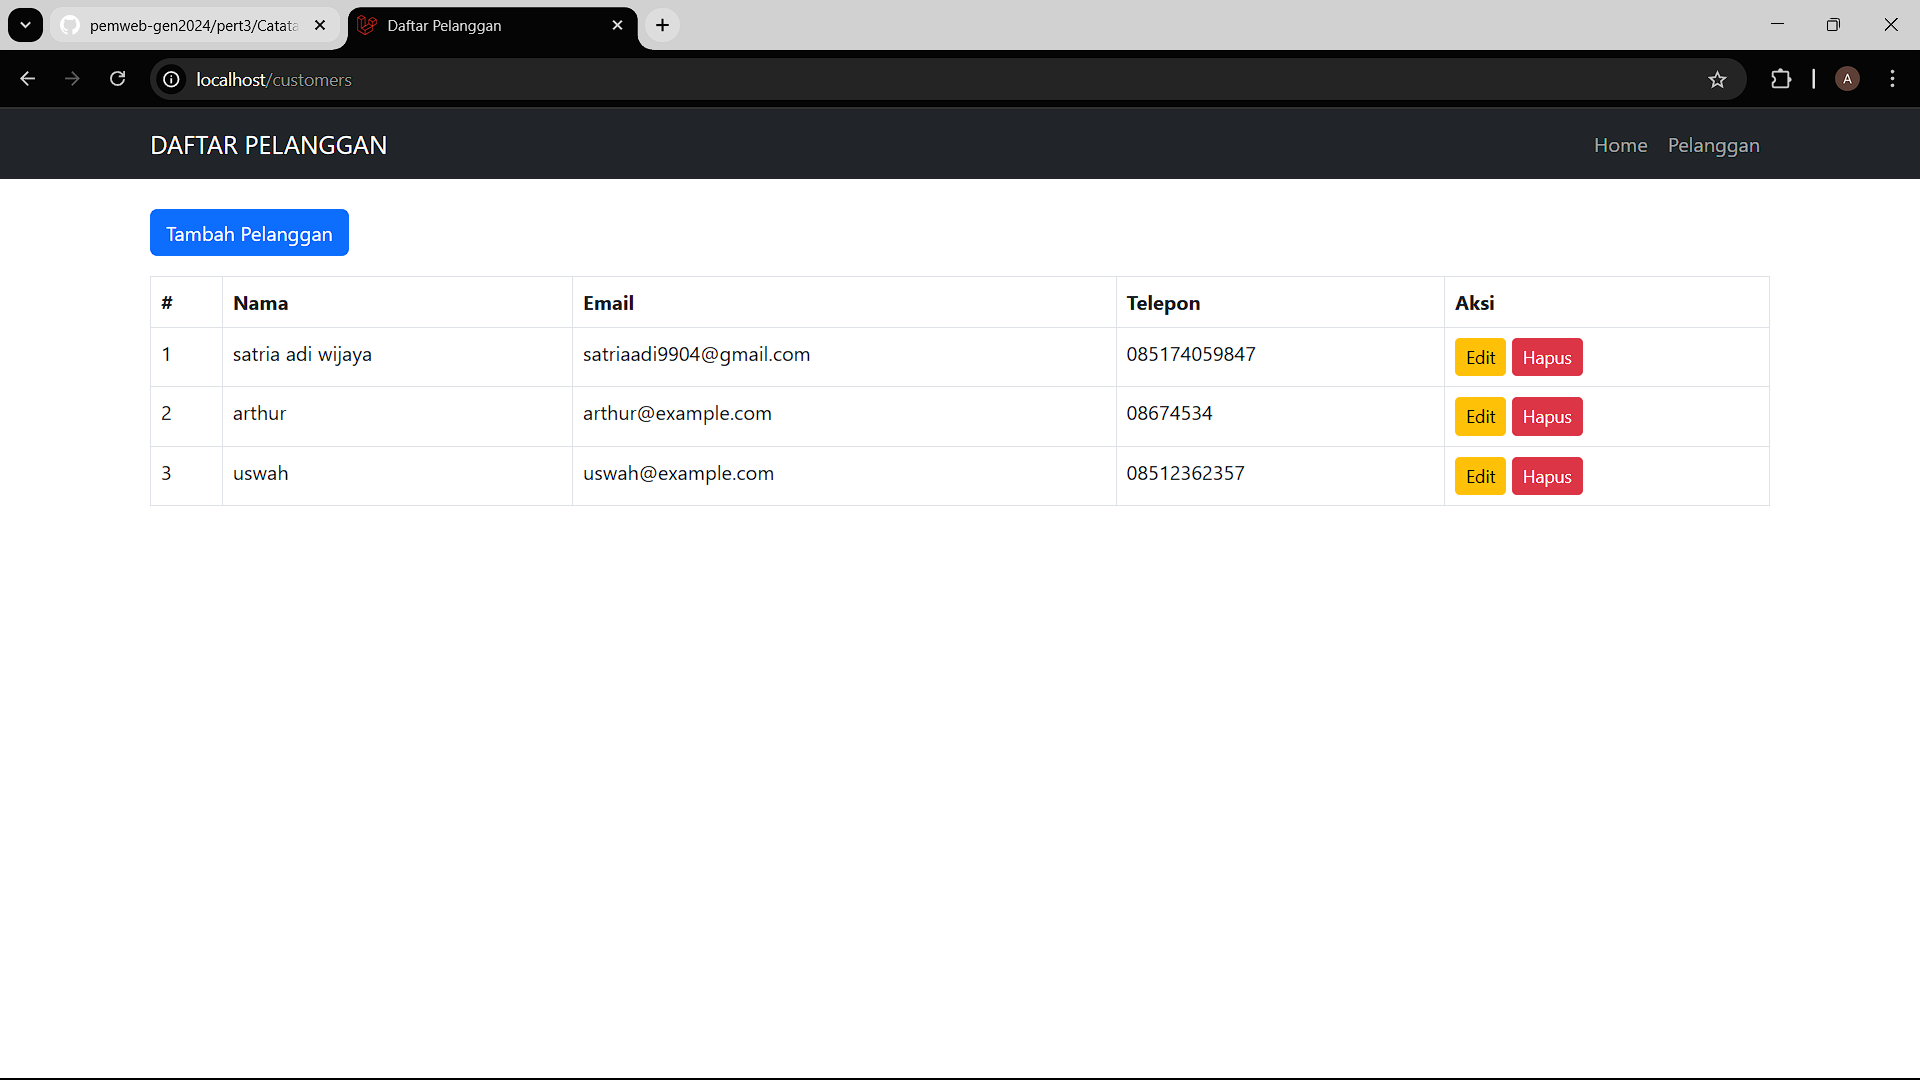 pemweb-gen2024/pert3/Catata
Daftar Pelanggan
localhost/customers
A
DAFTAR PELANGGAN
Home Pelanggan
Tambah Pelanggan
# Nama Email Telepon Aksi
1 satria adi wijaya satriaadi9904@gmail.com 085174059847 Edit Hapus
2 arthur arthur@example.com 08674534 Edit Hapus
3 uswah uswah@example.com 08512362357 Edit Hapus